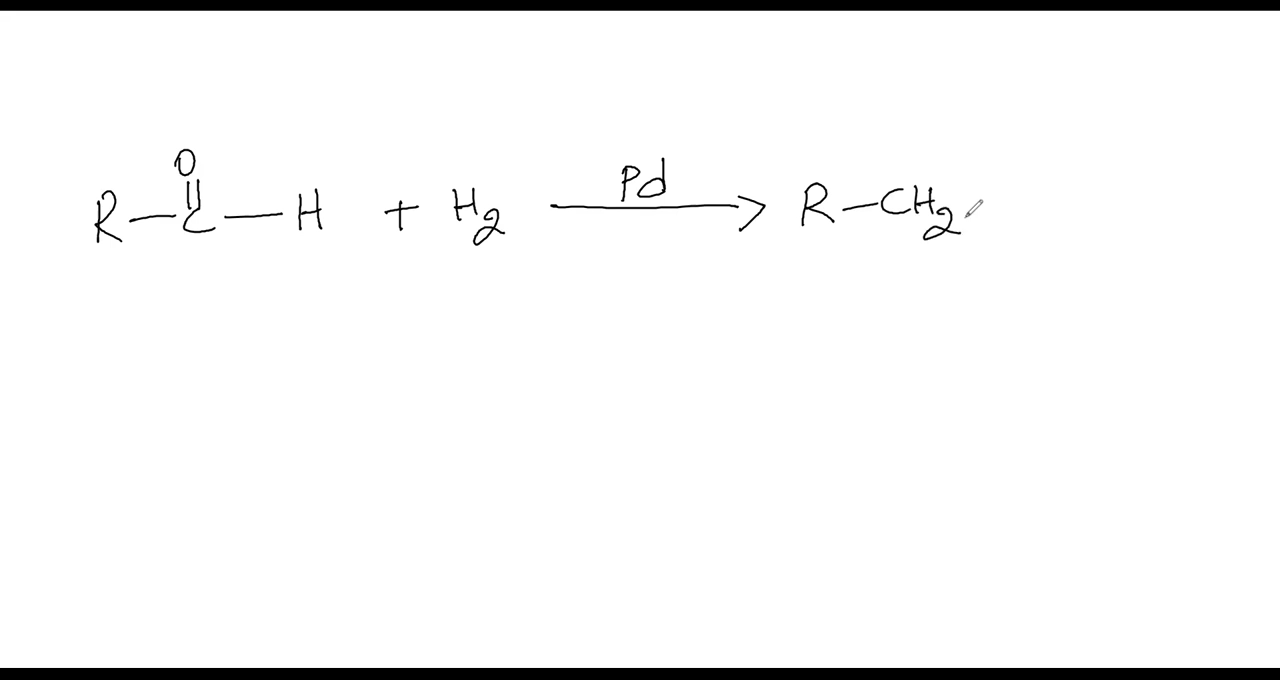 O
R—C—H + H2 Pd → R—CH2